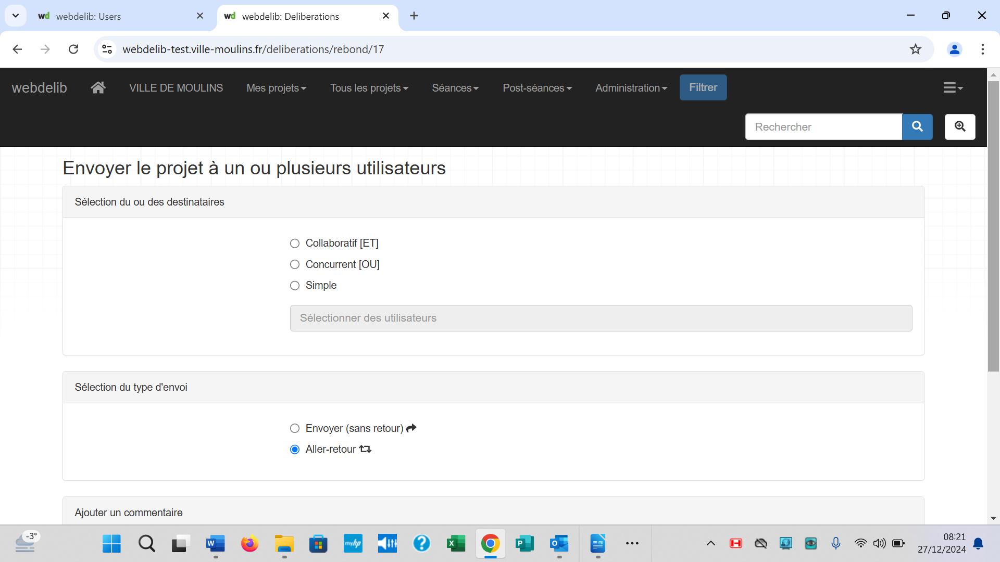 webdelib: Users
webdelib: Deliberations
webdelib-test.ville-moulins.fr/deliberations/rebond/17
webdelib VILLE DE MOULINS Mes projets Tous les projets Séances Post-séances Administration Filtrer
Rechercher
Envoyer le projet à un ou plusieurs utilisateurs
Sélection du ou des destinataires
Collaboratif [ET]
Concurrent [OU]
Simple
Sélectionner des utilisateurs
Sélection du type d'envoi
Envoyer (sans retour)
Aller-retour
Ajouter un commentaire
-3°
myhp
08:21
27/12/2024